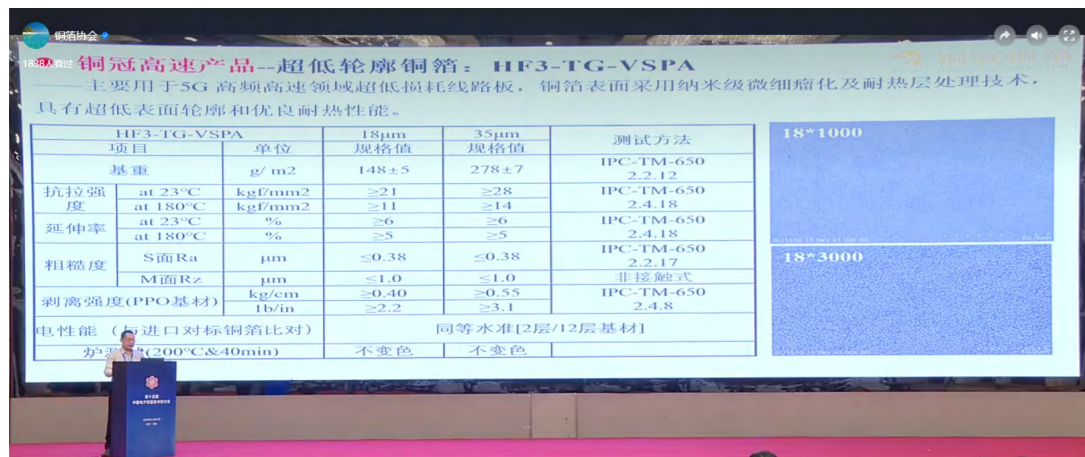 铜箔协会
1838人看过
铜冠高速产品--超低轮廓铜箔：HF3-TG-VSPA
——主要用于5G 高频高速领域超低损耗线路板，铜箔表面采用纳米级微细瘤化及耐热层处理技术，
具有超低表面轮廓和优良耐热性能。
HF3-TG-VSPA 18μm 35μm 测试方法
项目 单位 规格值 规格值
基重 g/ m2 148±5 278±7 IPC-TM-650 2.2.12
抗拉强度 at 23°C kgf/mm2 ≥21 ≥28 IPC-TM-650 2.4.18
at 180°C kgf/mm2 ≥11 ≥14
延伸率 at 23°C % ≥6 ≥6 IPC-TM-650 2.4.18
at 180°C % ≥5 ≥5
粗糙度 S面Ra μm ≤0.38 ≤0.38 IPC-TM-650 2.2.17
M面Rz μm ≤1.0 ≤1.0 非接触式
剥离强度(PPO基材) kg/cm ≥0.40 ≥0.55 IPC-TM-650 2.4.8
1b/in ≥2.2 ≥3.1
电性能（与进口对标铜箔比对） 同等水准[2层/12层基材]
(200°C&40min) 不变色 不变色
18*1000
18*3000
第十五届